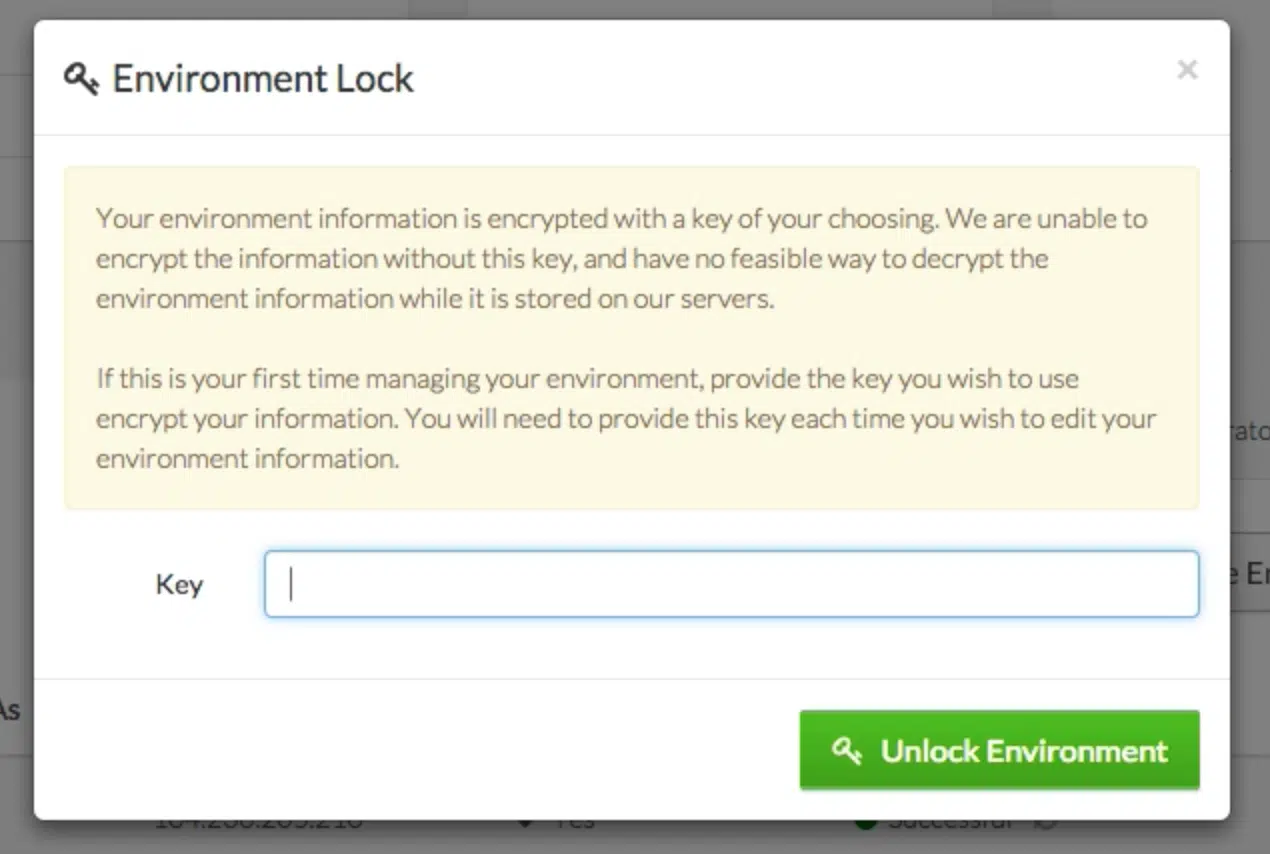 Environment Lock
×
Your environment information is encrypted with a key of your choosing. We are unable to
encrypt the information without this key, and have no feasible way to decrypt the
environment information while it is stored on our servers.
If this is your first time managing your environment, provide the key you wish to use
encrypt your information. You will need to provide this key each time you wish to edit your
environment information.
Key
Unlock Environment
As
Yes
Successful